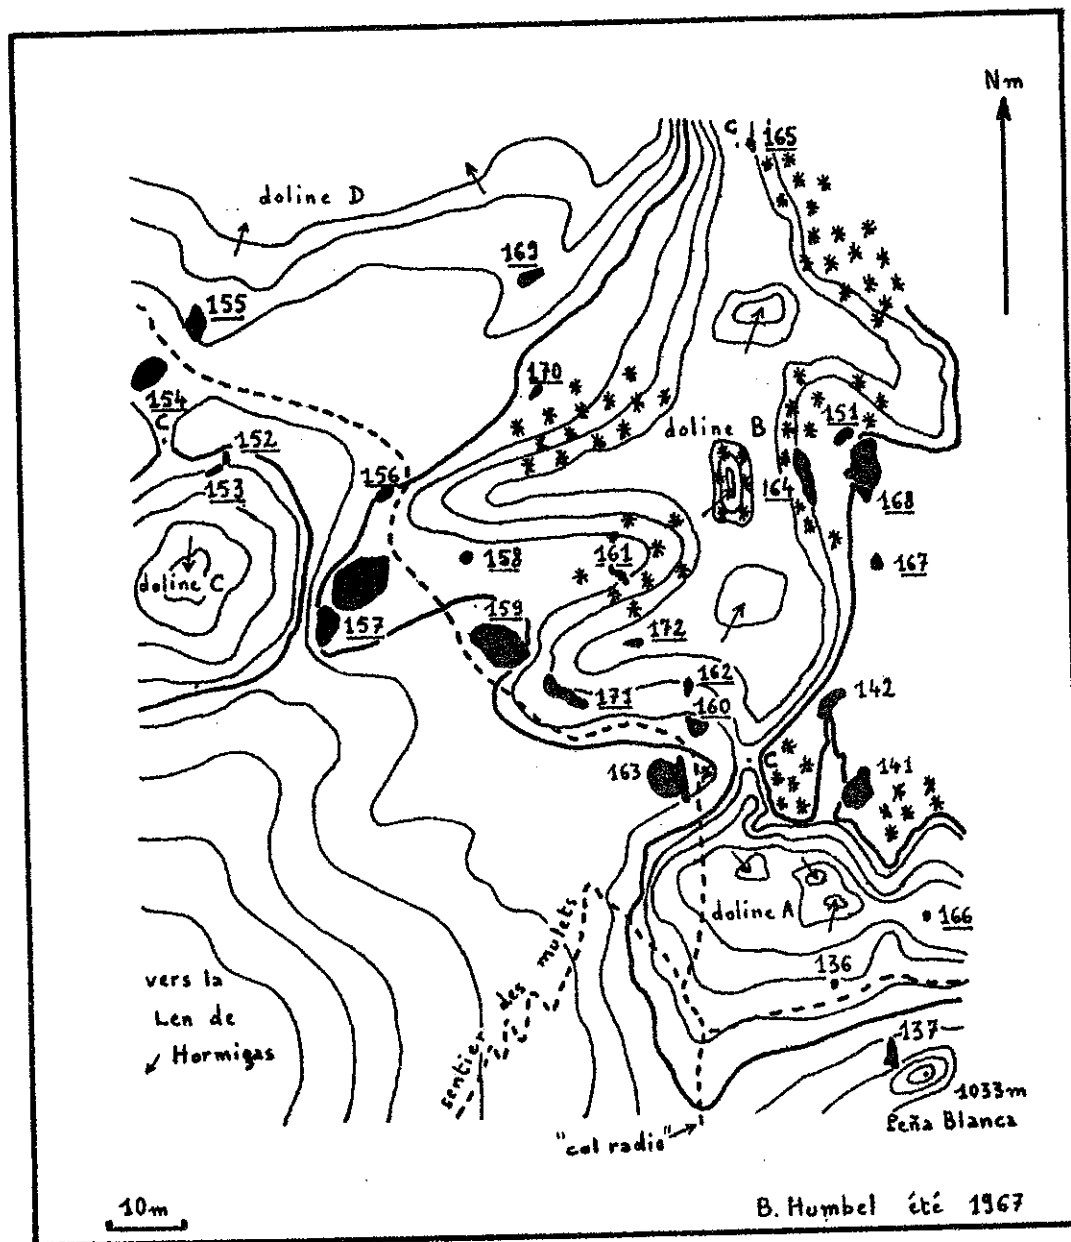 Nm
C
165
doline D
169
155
170
154
C
152
153
156
doline B
151
164
168
158
161
167
doline C
159
157
172
162
171
160
142
163
C
141
doline A
166
136
vers la
Len de
Hormigas
sentier des mulets
137
1033m
Peña Blanca
"col radio"
10m
B. Humbel été 1967